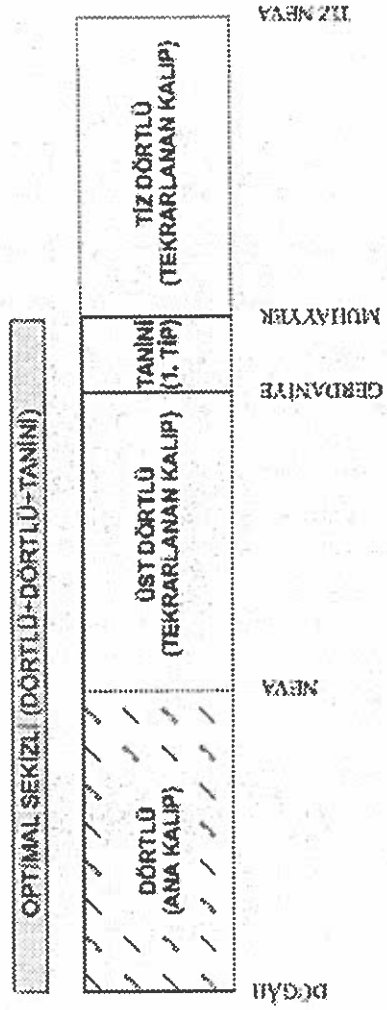 OPTİMAL SEKİZLİ (DÖRTLÜ+DÖRTLÜ+TANİNİ)
DÖRTLÜ
(ANA KALIP)
ÜST DÖRTLÜ
(TEKRARLANAN KALIP)
TANİNİ
(1. TİP)
TİZ DÖRTLÜ
(TEKRARLANAN KALIP)
DÜGÂH
NEVA
GERDANİYE
MUHAYYER
TİZ NEVA